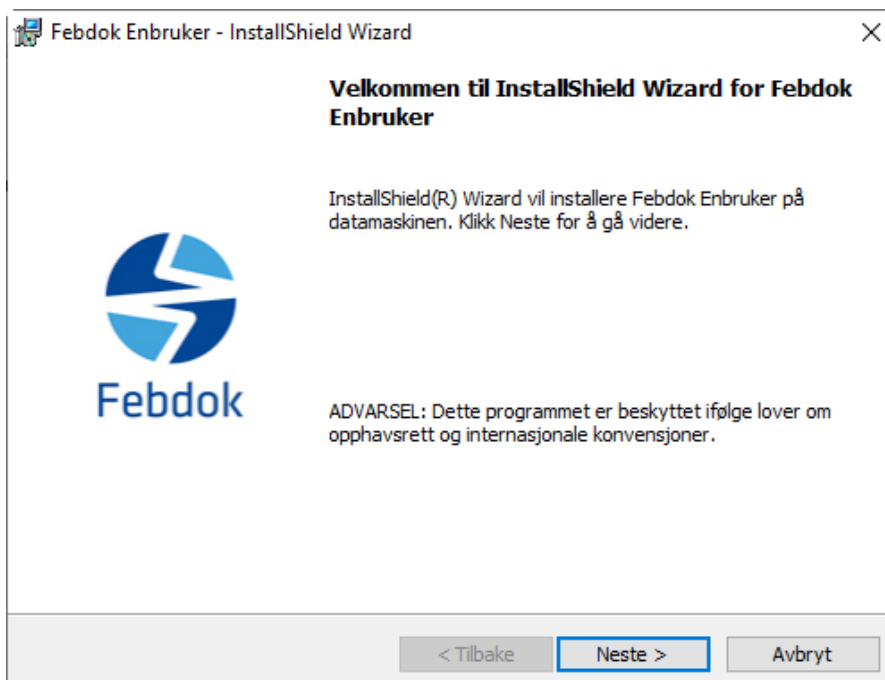 Febdok Enbruker - InstallShield Wizard
Velkommen til InstallShield Wizard for Febdok
Enbruker
InstallShield(R) Wizard vil installere Febdok Enbruker på
datamaskinen. Klikk Neste for å gå videre.
Febdok
ADVARSEL: Dette programmet er beskyttet ifølge lover om
opphavsrett og internasjonale konvensjoner.
< Tilbake
Neste >
Avbryt